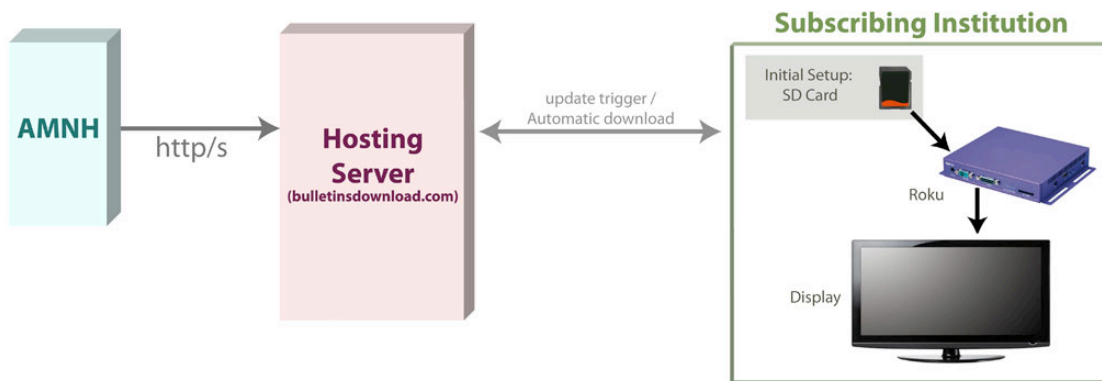 Subscribing Institution
AMNH
http/s
Hosting
Server
(bulletinsdownload.com)
update trigger /
Automatic download
Initial Setup:
SD Card
Roku
Display